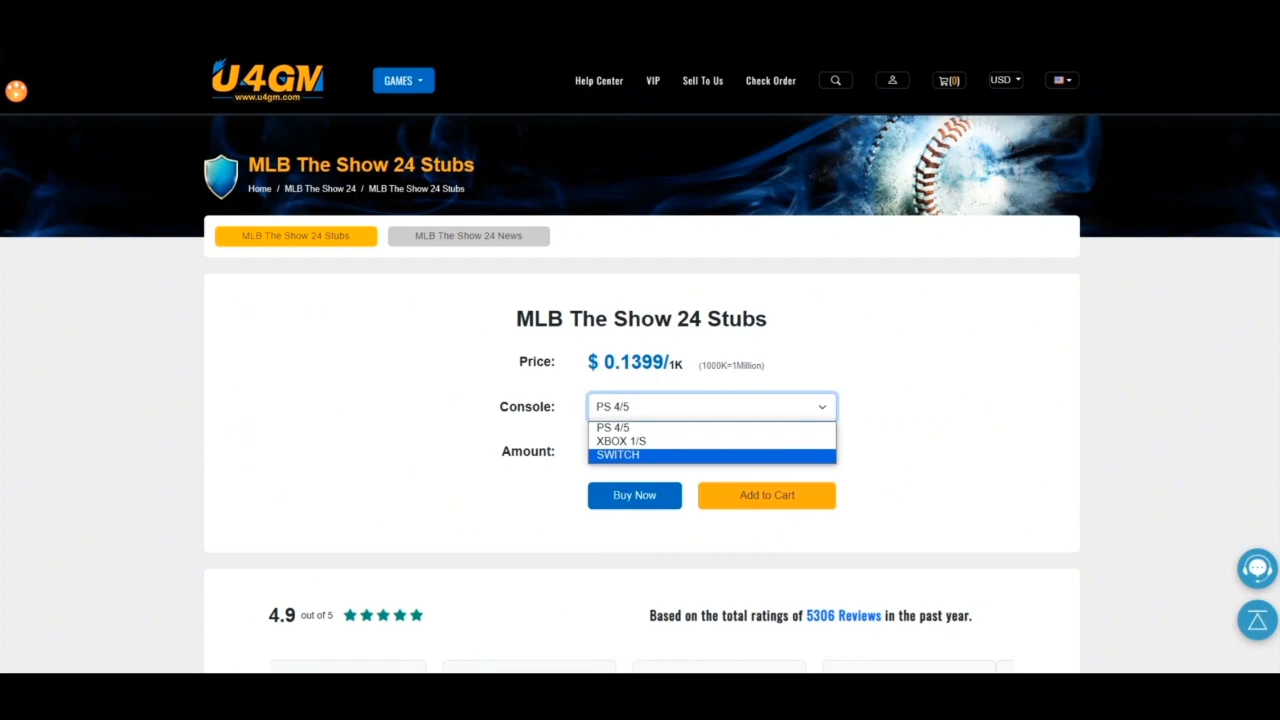 U4GM
www.u4gm.com
GAMES
Help Center
VIP
Sell To Us
Check Order
(0)
USD
MLB The Show 24 Stubs
Home / MLB The Show 24 / MLB The Show 24 Stubs
MLB The Show 24 Stubs
MLB The Show 24 News
MLB The Show 24 Stubs
Price: $ 0.1399/1K (1000K=1Million)
Console: PS 4/5
PS 4/5
XBOX 1/S
SWITCH
Amount:
Buy Now
Add to Cart
4.9 out of 5
Based on the total ratings of 5306 Reviews in the past year.